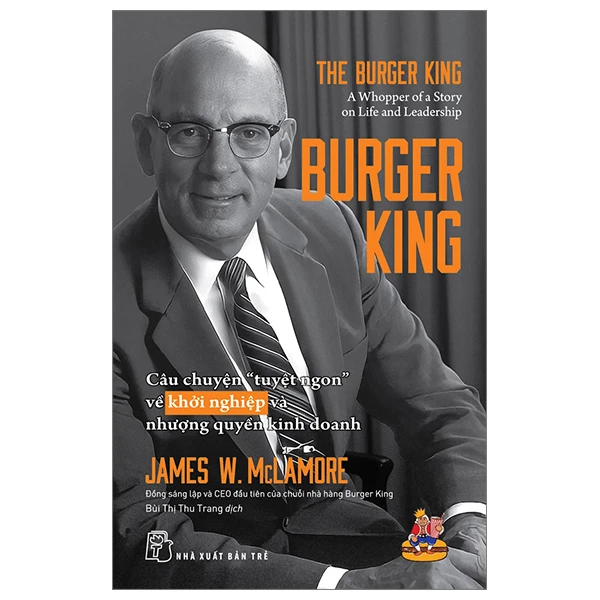 THE BURGER KING
A Whopper of a Story
on Life and Leadership
BURGER
KING
Câu chuyện “tuyệt ngon”
về khởi nghiệp và
nhượng quyền kinh doanh
JAMES W. McLAMORE
Đồng sáng lập và CEO đầu tiên của chuỗi nhà hàng Burger King
Bùi Thị Thu Trang dịch
NHÀ XUẤT BẢN TRẺ